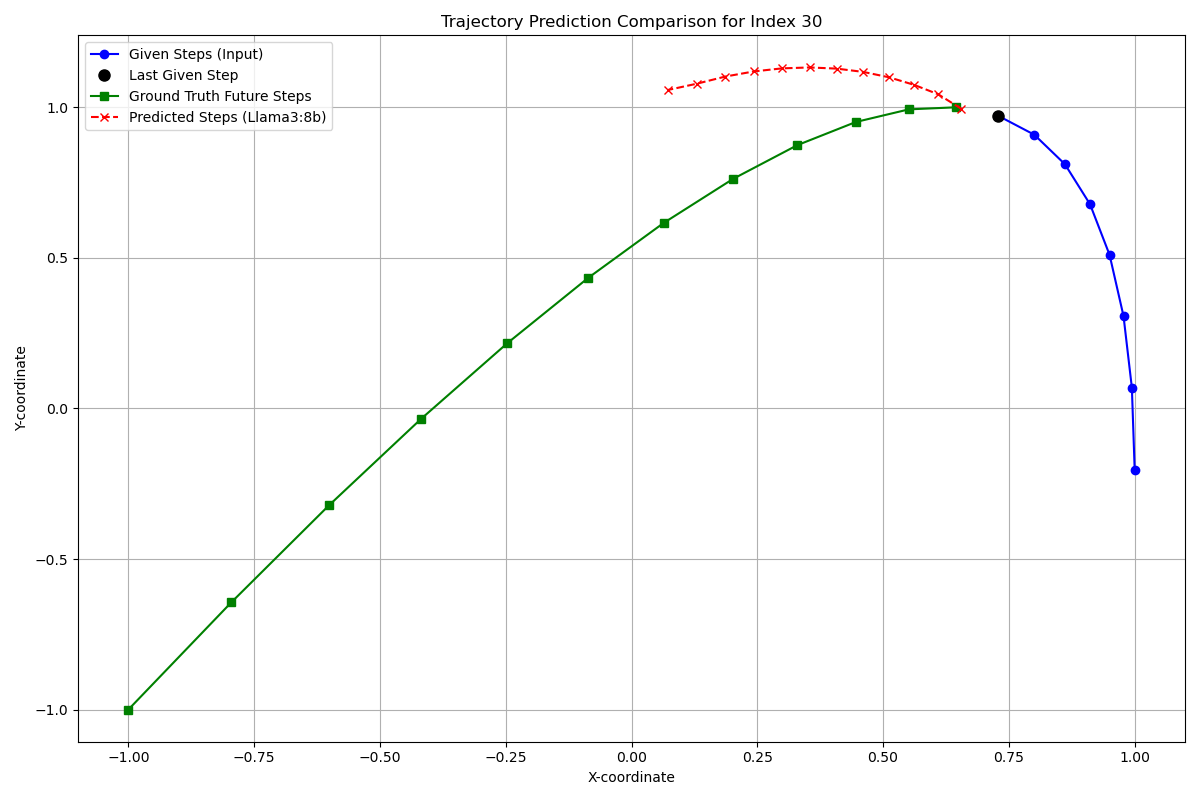 Trajectory Prediction Comparison for Index 30
Given Steps (Input)
Last Given Step
Ground Truth Future Steps
Predicted Steps (Llama3:8b)
Y-coordinate
1.0
0.5
0.0
−0.5
−1.0
−1.00 −0.75 −0.50 −0.25 0.00 0.25 0.50 0.75 1.00
X-coordinate